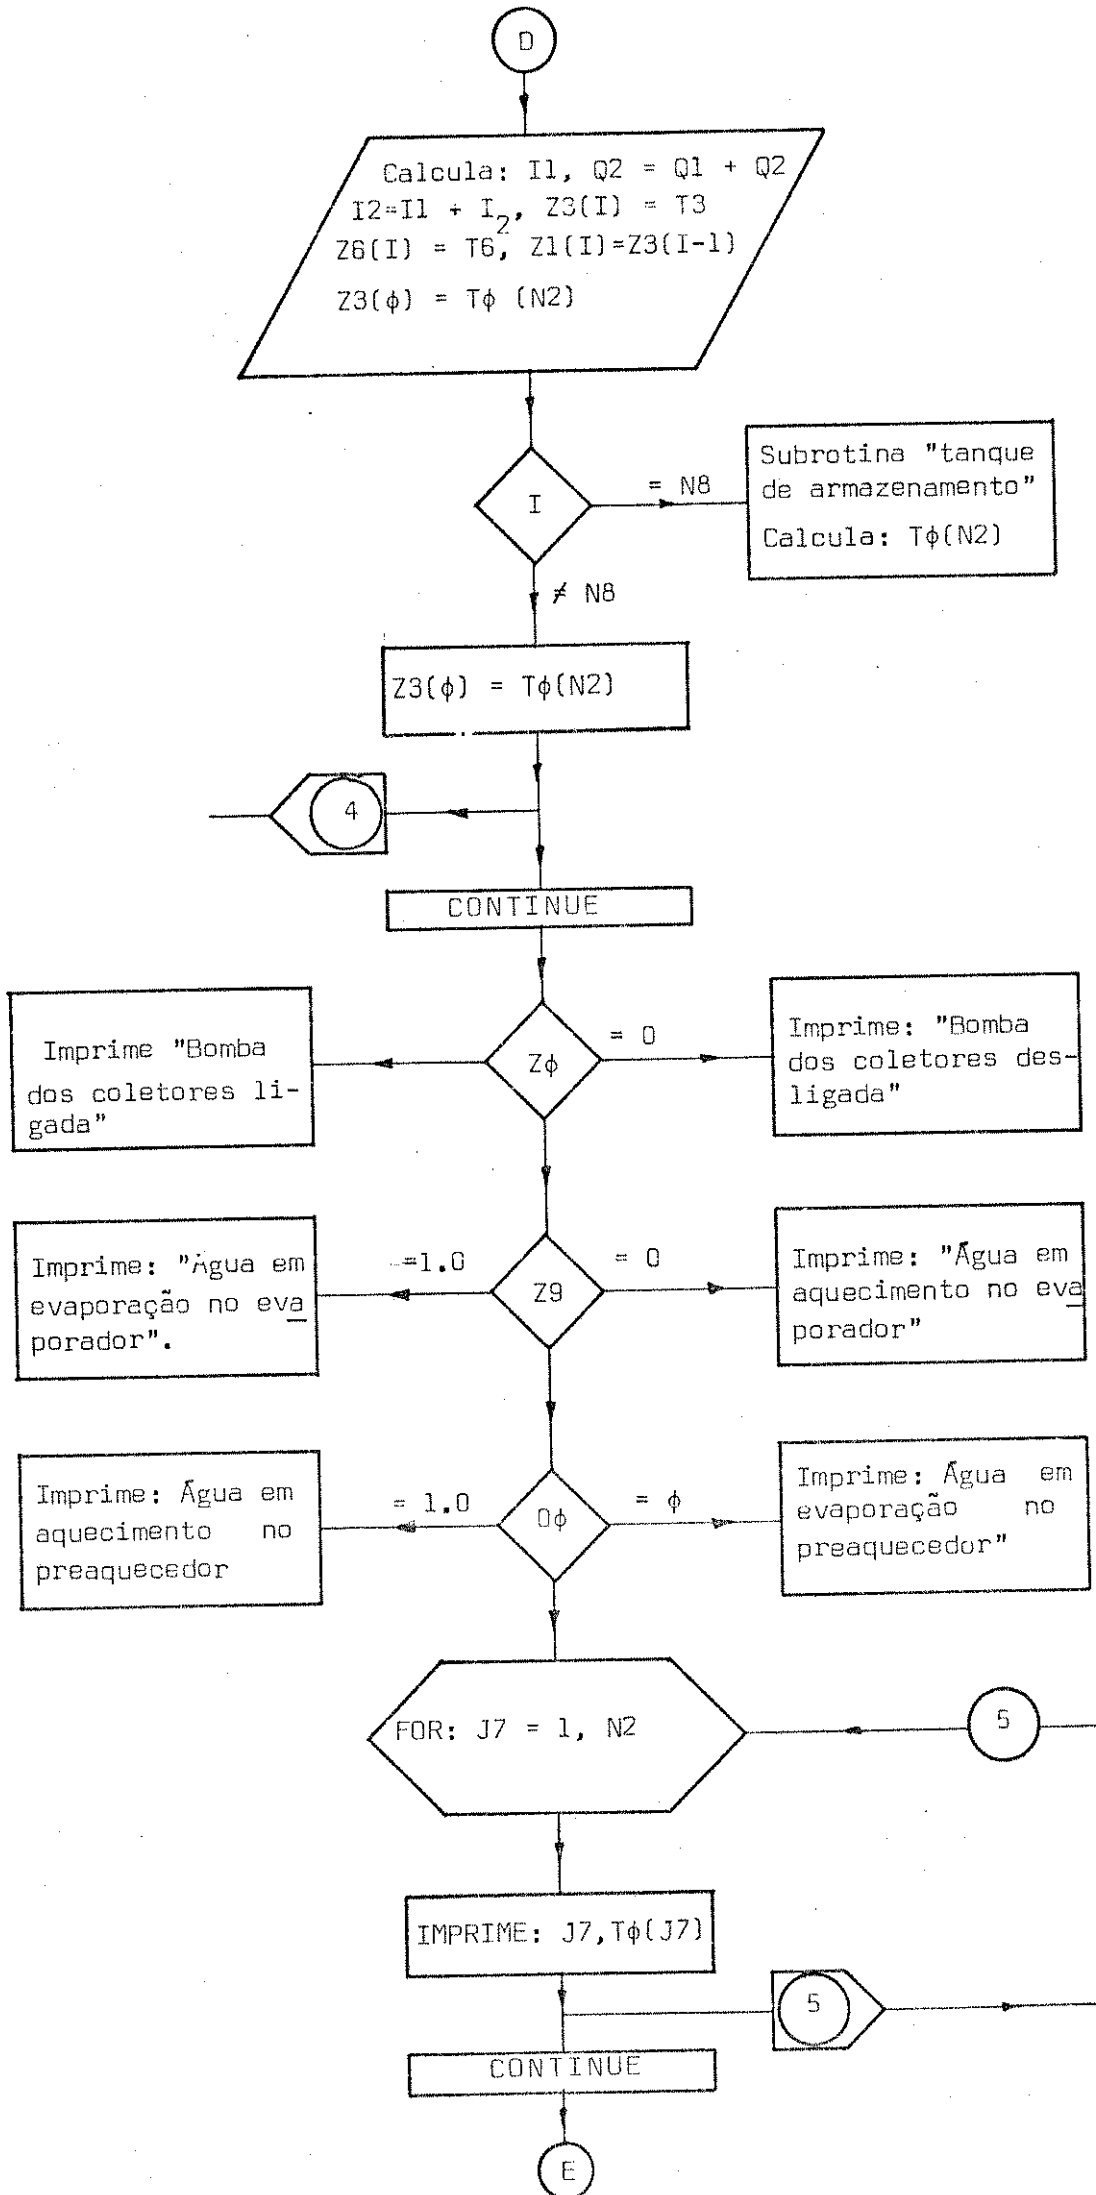 D
Calcula: I1, Q2 = Q1 + Q2
I2=I1 + I2, Z3(I) = T3
Z6(I) = T6, Z1(I)=Z3(I-1)
Z3(ϕ) = Tϕ (N2)
I
= N8
Subrotina "tanque
de armazenamento"
Calcula: Tϕ(N2)
≠ N8
Z3(ϕ) = Tϕ(N2)
4
CONTINUE
Imprime "Bomba
dos coletores li-
gada"
Zϕ
= 0
Imprime: "Bomba
dos coletores des-
ligada"
Imprime: "Água em
evaporação no eva
porador".
=1.0
Z9
= 0
Imprime: "Água em
aquecimento no eva
porador"
Imprime: Água em
aquecimento no
preaquecedor
= 1.0
Oϕ
= ϕ
Imprime: Água em
evaporação no
preaquecedor"
FOR: J7 = 1, N2
5
IMPRIME: J7,Tϕ(J7)
5
CONTINUE
E